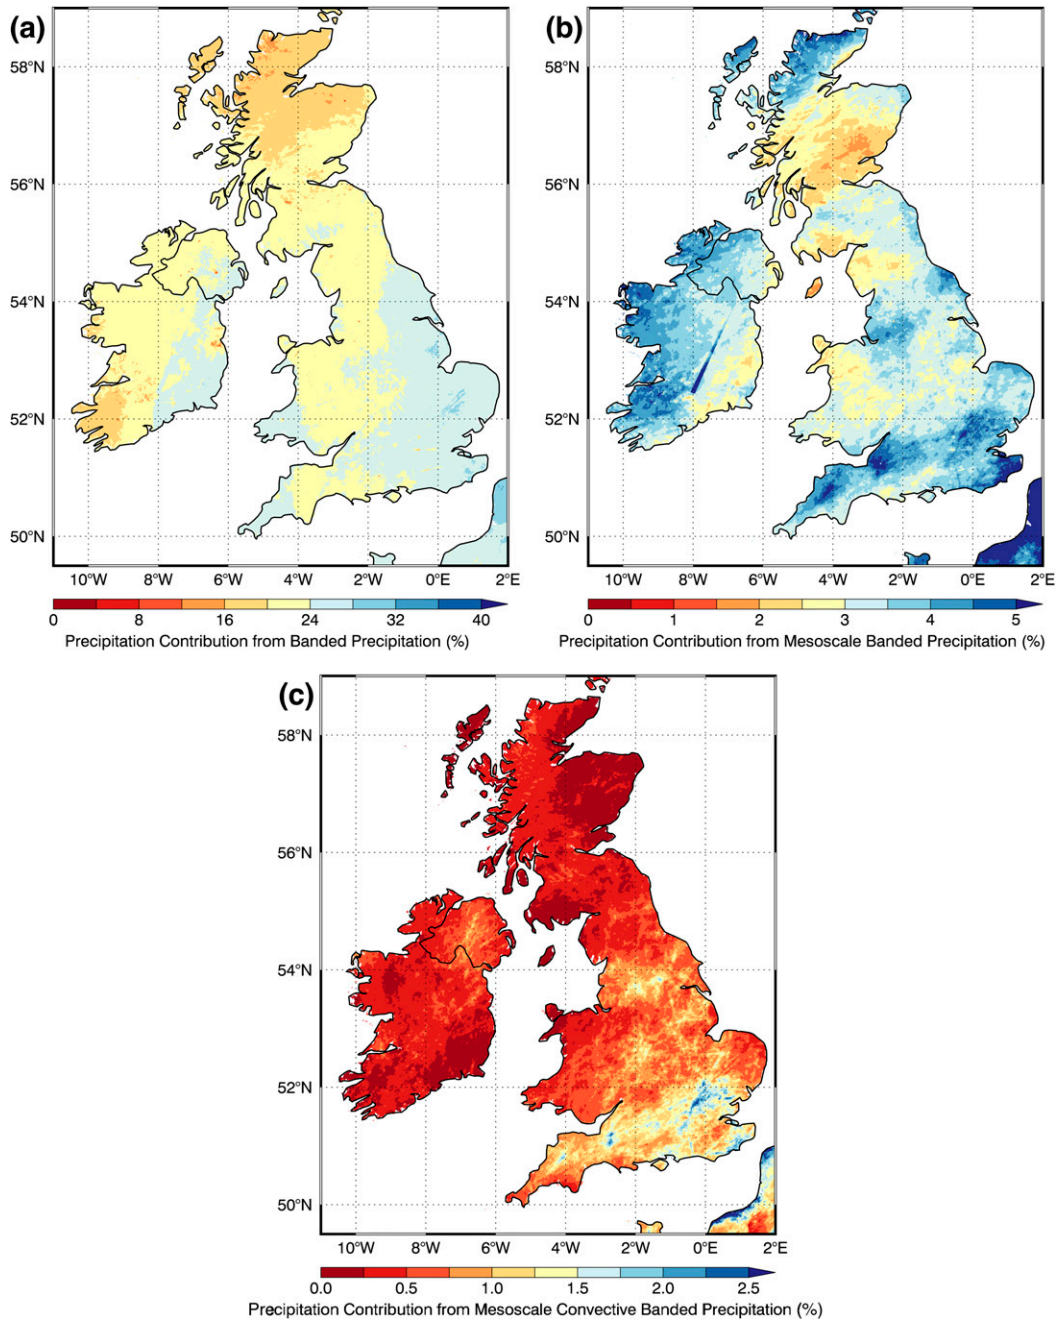 (a)
58°N
56°N
54°N
52°N
50°N
10°W 8°W 6°W 4°W 2°W 0°E 2°E
0 8 16 24 32 40
Precipitation Contribution from Banded Precipitation (%)
(b)
58°N
56°N
54°N
52°N
50°N
10°W 8°W 6°W 4°W 2°W 0°E 2°E
0 1 2 3 4 5
Precipitation Contribution from Mesoscale Banded Precipitation (%)
(c)
58°N
56°N
54°N
52°N
50°N
10°W 8°W 6°W 4°W 2°W 0°E 2°E
0.0 0.5 1.0 1.5 2.0 2.5
Precipitation Contribution from Mesoscale Convective Banded Precipitation (%)